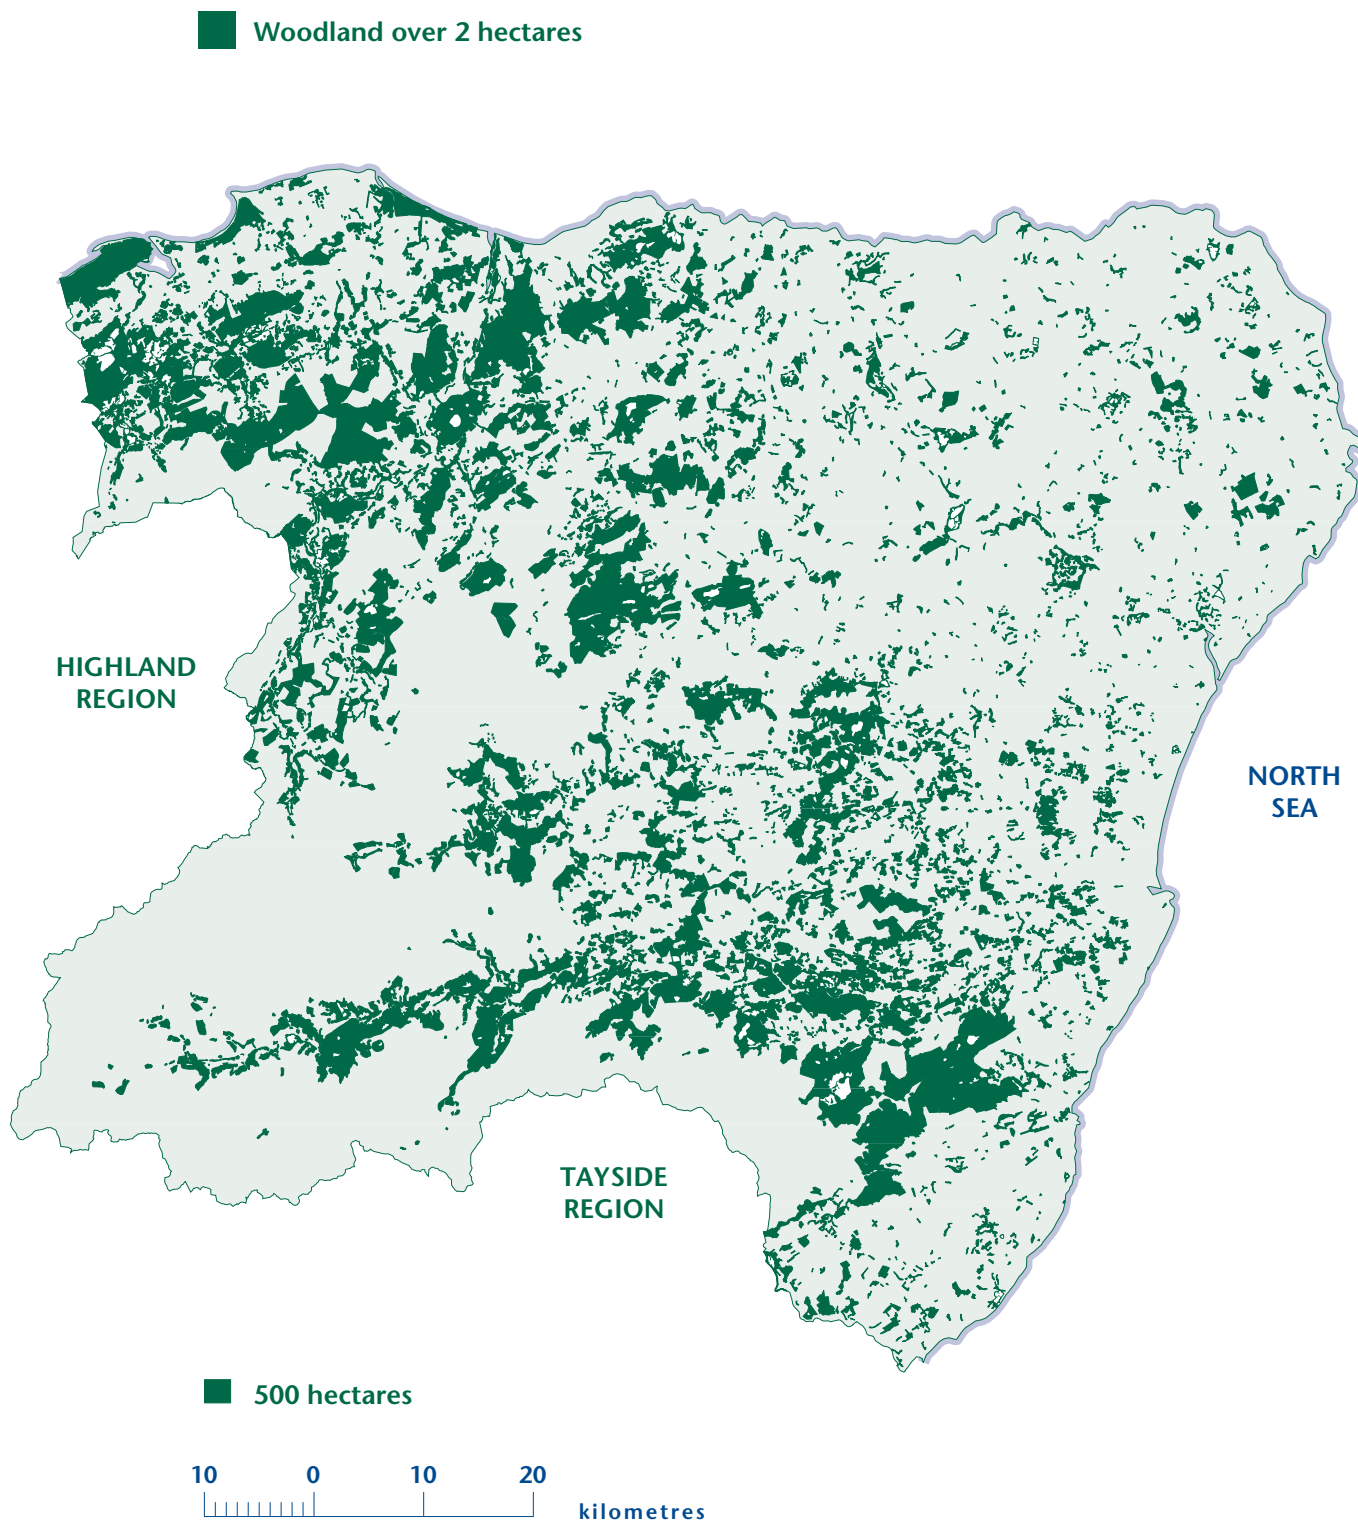 Woodland over 2 hectares
HIGHLAND
REGION
NORTH
SEA
TAYSIDE
REGION
500 hectares
10 0 10 20
kilometres